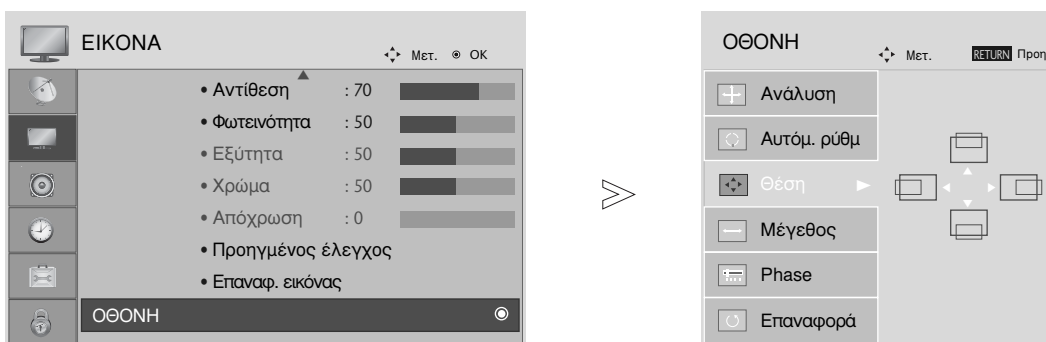 ΕΙΚΟΝΑ
Μετ. OK
• Αντίθεση : 70
• Φωτεινότητα : 50
• Εξύτητα : 50
• Χρώμα : 50
• Απόχρωση : 0
• Προηγμένος έλεγχος
• Επαναφ. εικόνας
ΟΘΟΝΗ
ΟΘΟΝΗ
Μετ. RETURN Προη
Ανάλυση
Αυτόμ. ρύθμ
Θέση
Μέγεθος
Phase
Επαναφορά